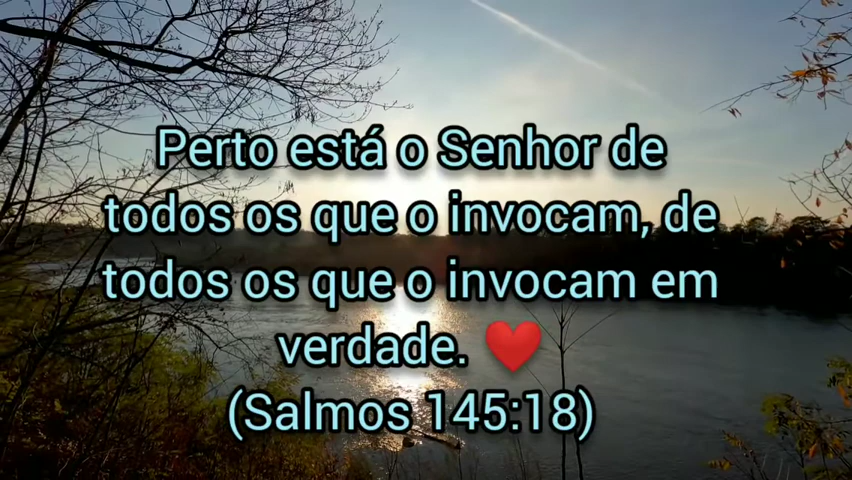 Perto está o Senhor de
todos os que o invocam, de
todos os que o invocam em
verdade. ❤️
(Salmos 145:18)